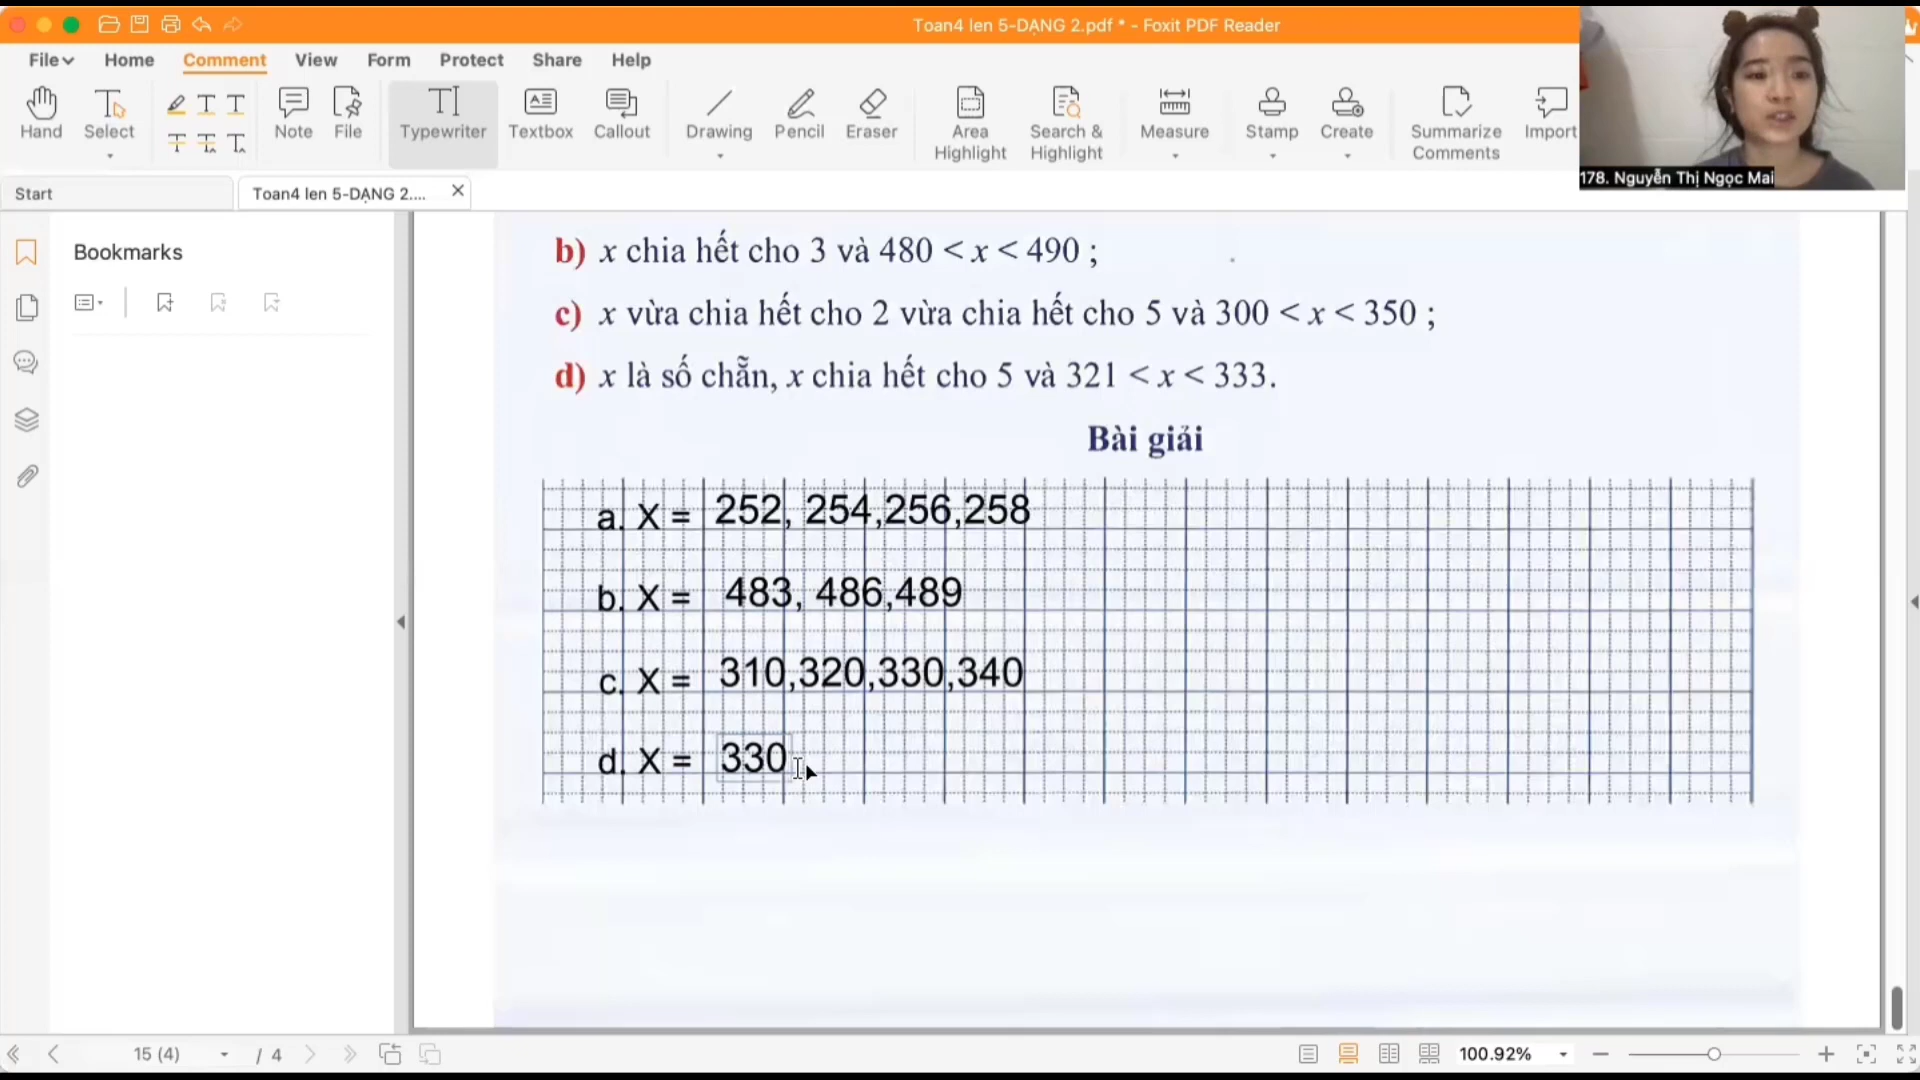 Toan4 len 5-DẠNG 2.pdf * - Foxit PDF Reader
File Home Comment View Form Protect Share Help
Hand Select Note File Typewriter Textbox Callout Drawing Pencil Eraser Area Highlight Search & Highlight Measure Stamp Create Summarize Comments Import
178. Nguyễn Thị Ngọc Mai
Start Toan4 len 5-DẠNG 2....
Bookmarks
b) x chia hết cho 3 và 480 < x < 490 ;
c) x vừa chia hết cho 2 vừa chia hết cho 5 và 300 < x < 350 ;
d) x là số chẵn, x chia hết cho 5 và 321 < x < 333.
Bài giải
a. X = 252, 254,256,258
b. X = 483, 486,489
c. X = 310,320,330,340
d. X = 330
15 (4) / 4 100.92%